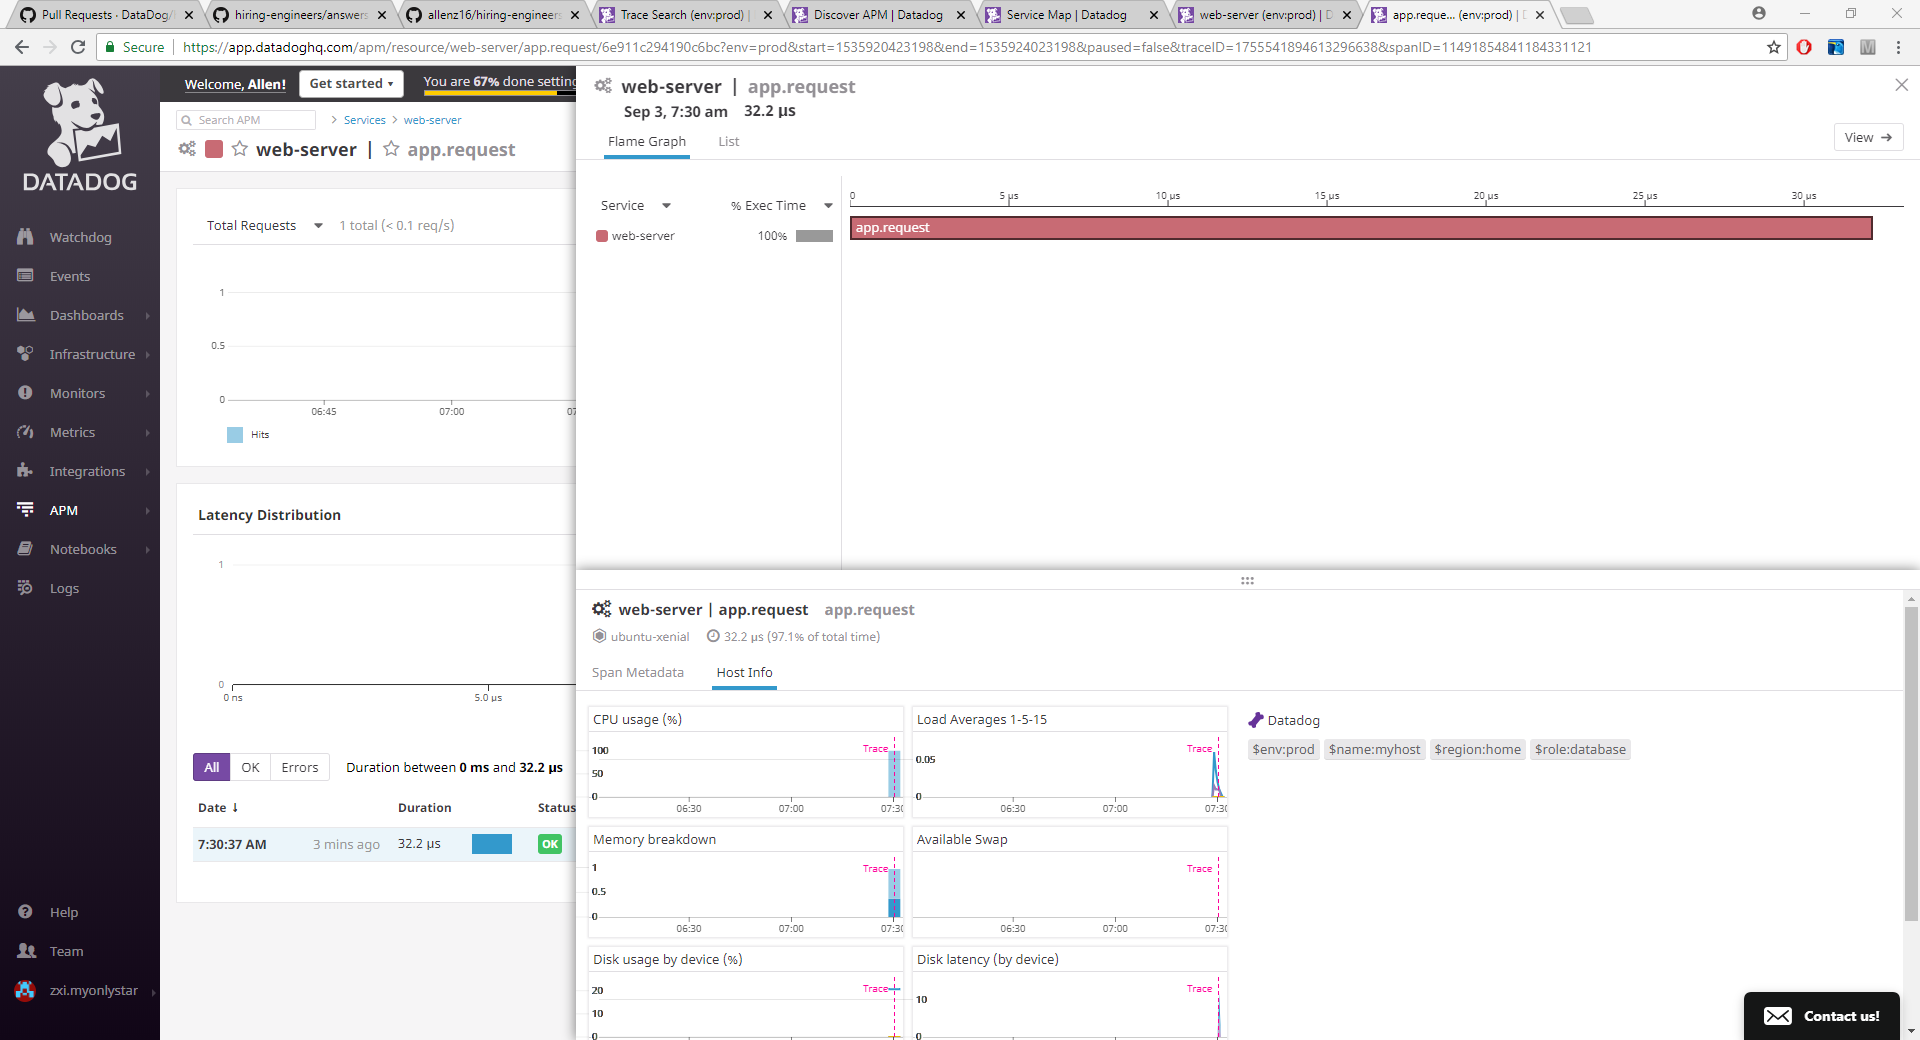 Pull Requests · DataDog/
hiring-engineers/answers
allenz16/hiring-engineers
Trace Search (env:prod) |
Discover APM | Datadog
Service Map | Datadog
web-server (env:prod) | D
app.reque... (env:prod) | D
Secure
https://app.datadoghq.com/apm/resource/web-server/app.request/6e911c294190c6bc?env=prod&start=1535920423198&end=1535924023198&paused=false&traceID=1755541894613296638&spanID=11491854841184331121
DATADOG
Watchdog
Events
Dashboards
Infrastructure
Monitors
Metrics
Integrations
APM
Notebooks
Logs
Help
Team
zxi.myonlystar
Welcome, Allen!
Get started
You are 67% done setting
Search APM
> Services > web-server
web-server | app.request
Total Requests
1 total (< 0.1 req/s)
1
0.5
0
06:45
07:00
Hits
Latency Distribution
1
0
0 ns
5.0 µs
All
OK
Errors
Duration between 0 ms and 32.2 µs
Date ↓
Duration
Status
7:30:37 AM
3 mins ago
32.2 µs
OK
web-server | app.request
Sep 3, 7:30 am
32.2 µs
Flame Graph
List
View →
Service
% Exec Time
web-server
100%
0
5 µs
10 µs
15 µs
20 µs
25 µs
30 µs
app.request
web-server | app.request
app.request
ubuntu-xenial
32.2 µs (97.1% of total time)
Span Metadata
Host Info
CPU usage (%)
Trace
100
50
0
06:30
07:00
07:30
Load Averages 1-5-15
Trace
0.05
0
06:30
07:00
07:30
Memory breakdown
Trace
1
0.5
0
06:30
07:00
07:30
Available Swap
Trace
06:30
07:00
07:30
Disk usage by device (%)
Trace
20
10
0
Disk latency (by device)
Trace
10
0
Datadog
$env:prod
$name:myhost
$region:home
$role:database
Contact us!